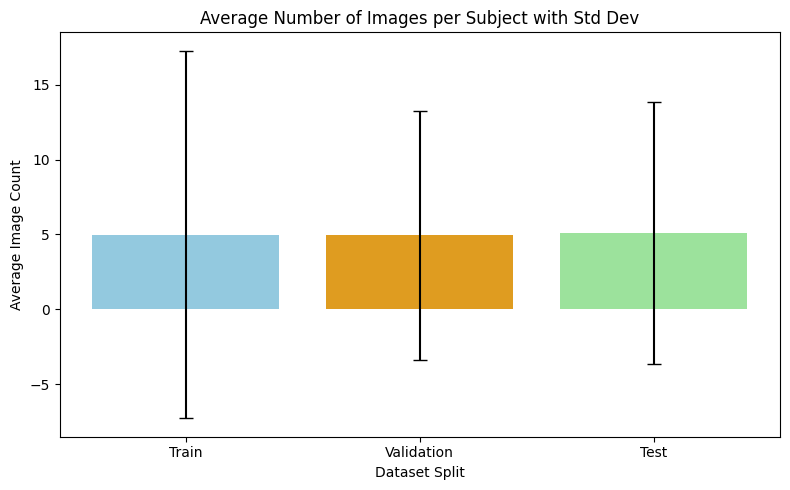 Average Number of Images per Subject with Std Dev
15
10
5
0
−5
Average Image Count
Train Validation Test
Dataset Split